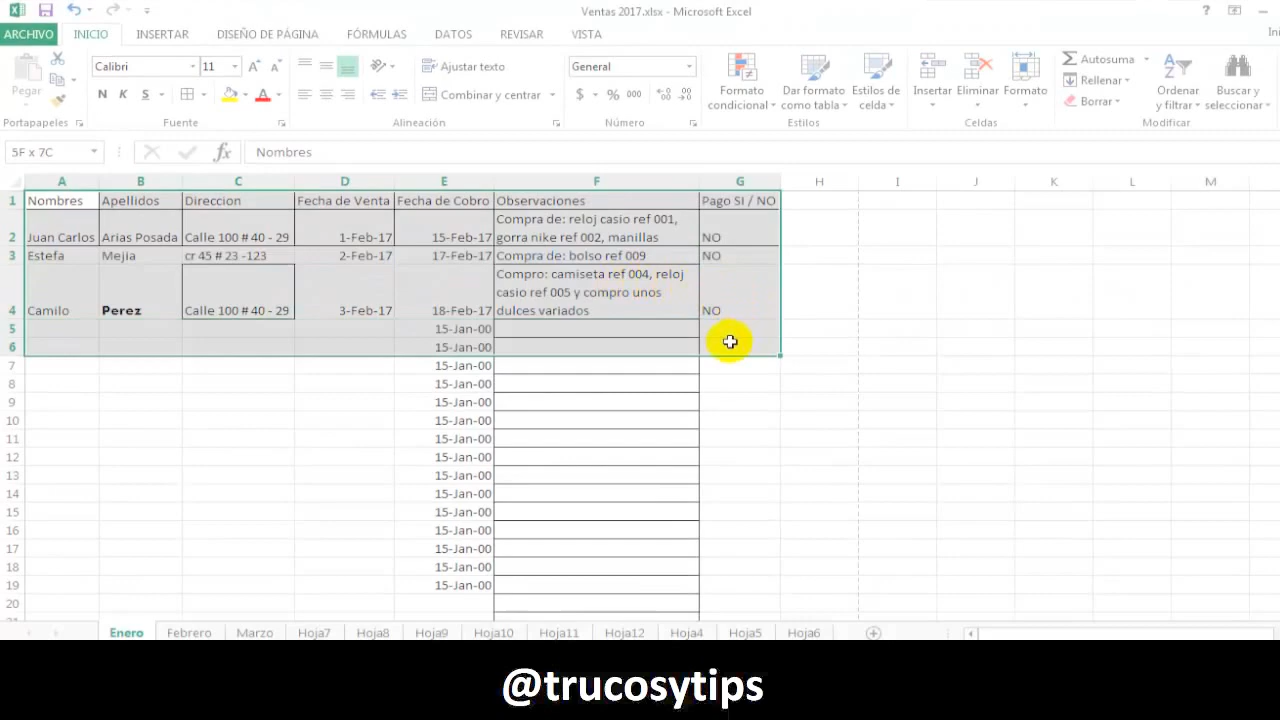 Ventas 2017.xlsx - Microsoft Excel
ARCHIVO INICIO INSERTAR DISEÑO DE PÁGINA FÓRMULAS DATOS REVISAR VISTA
Calibri 11 Ajustar texto General Autosuma
Pegar Formato condicional Dar formato como tabla Estilos de celda Insertar Eliminar Formato Rellenar Ordenar y filtrar Buscar y seleccionar
N K S Combinar y centrar $ % 000 Borrar
Portapapeles Fuente Alineación Número Estilos Celdas Modificar
5F x 7C fx Nombres
A B C D E F G H I J K L M
1 Nombres Apellidos Direccion Fecha de Venta Fecha de Cobro Observaciones Pago SI / NO
Compra de: reloj casio ref 001,
2 Juan Carlos Arias Posada Calle 100 # 40 - 29 1-Feb-17 15-Feb-17 gorra nike ref 002, manillas NO
3 Estefa Mejia cr 45 # 23 -123 2-Feb-17 17-Feb-17 Compra de: bolso ref 009 NO
Compro: camiseta ref 004, reloj
casio ref 005 y compro unos
4 Camilo Perez Calle 100 # 40 - 29 3-Feb-17 18-Feb-17 dulces variados NO
5 15-Jan-00
6 15-Jan-00
7 15-Jan-00
8 15-Jan-00
9 15-Jan-00
10 15-Jan-00
11 15-Jan-00
12 15-Jan-00
13 15-Jan-00
14 15-Jan-00
15 15-Jan-00
16 15-Jan-00
17 15-Jan-00
18 15-Jan-00
19 15-Jan-00
20
Enero Febrero Marzo Hoja7 Hoja8 Hoja9 Hoja10 Hoja11 Hoja12 Hoja4 Hoja5 Hoja6
@trucosytips